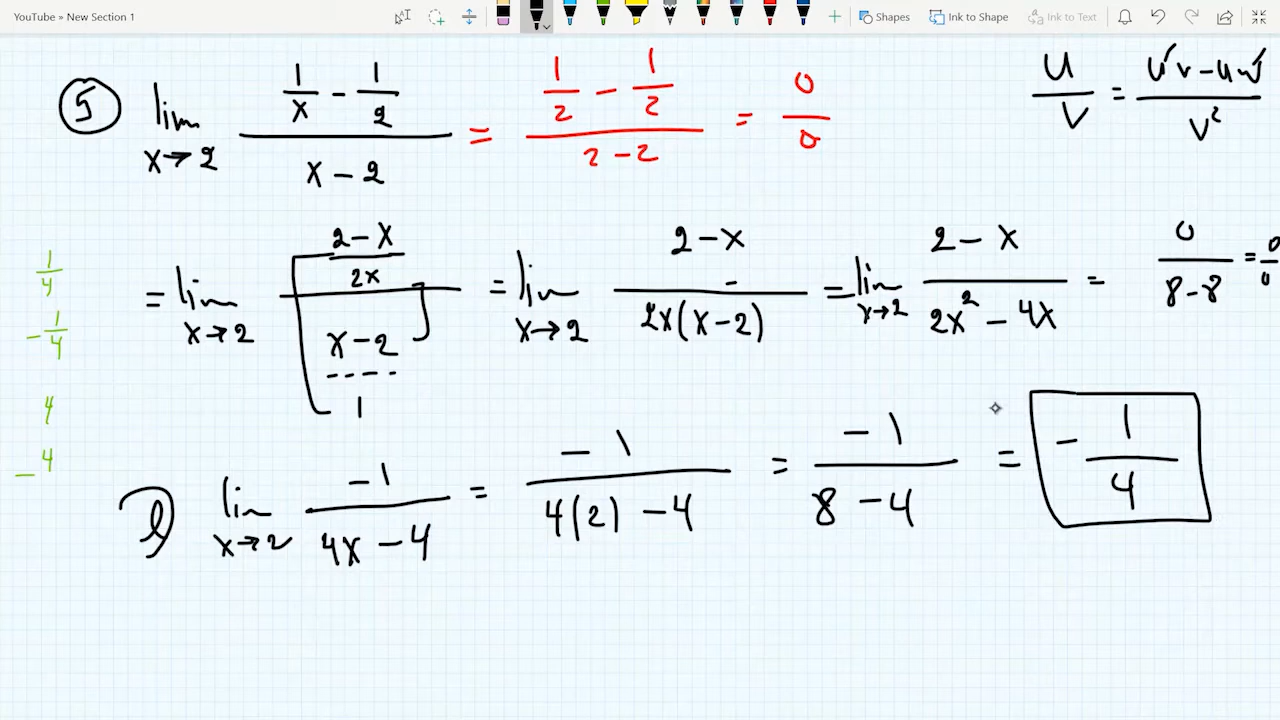 YouTube » New Section 1
Shapes Ink to Shape Ink to Text
5 lim x→2 (1/x - 1/2)/(x - 2) = (1/2 - 1/2)/(2 - 2) = 0/0
u/v = (u'v - uv')/v²
= lim x→2 ((2 - x)/2x)/((x - 2)/1) = lim x→2 (2 - x)/(2x(x - 2)) = lim x→2 (2 - x)/(2x² - 4x) = 0/(8 - 8) = 0/0
1/4
- 1/4
4
- 4
lim x→2 -1/(4x - 4) = -1/(4(2) - 4) = -1/(8 - 4) = - 1/4